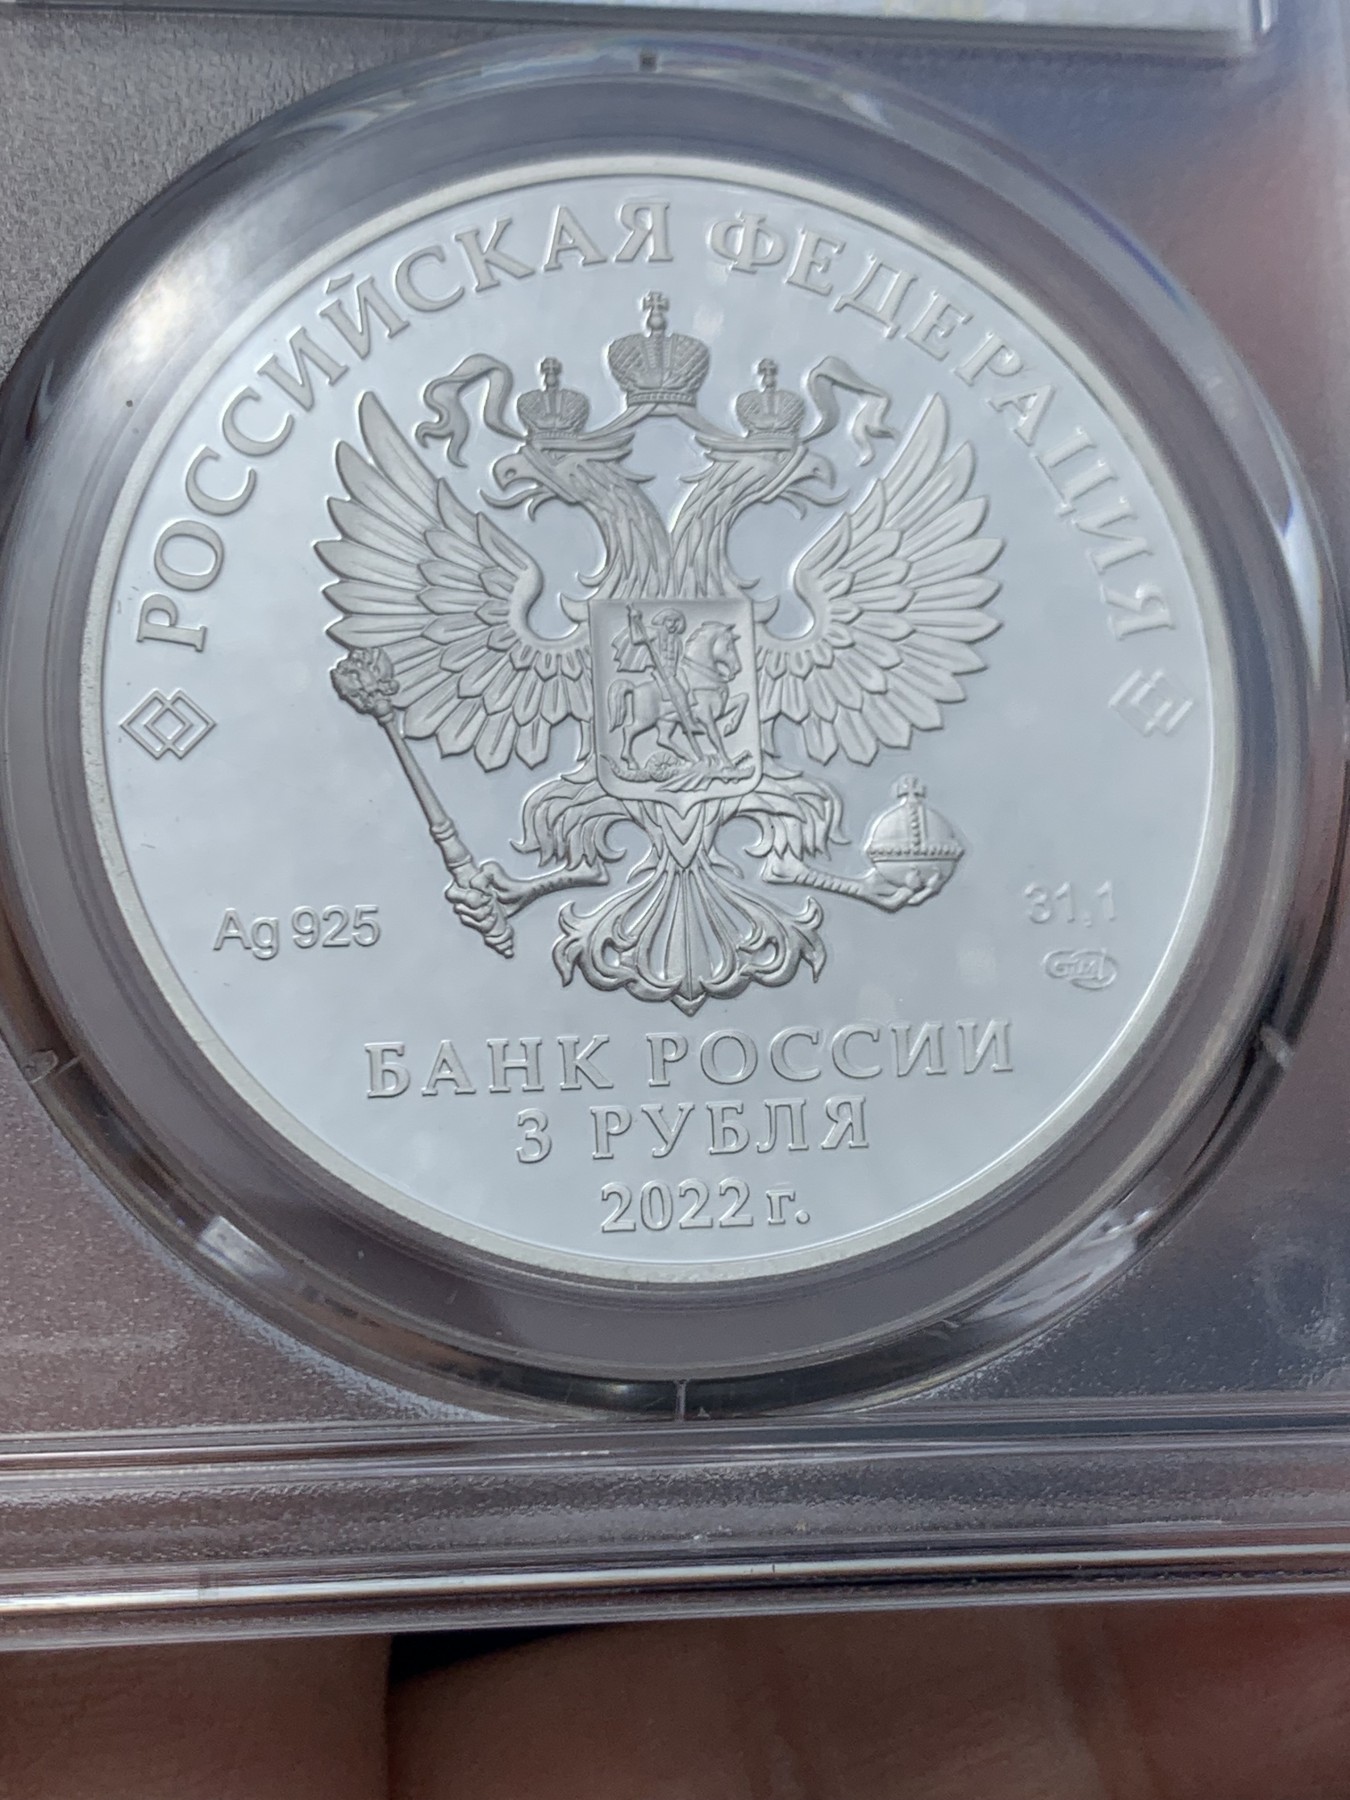 РОССИЙСКАЯ ФЕДЕРАЦИЯ
Ag 925
31,1
СПМД
БАНК РОССИИ
3 РУБЛЯ
2022 г.